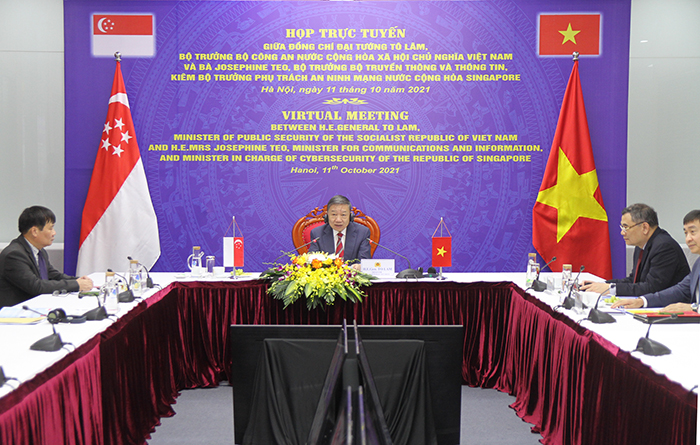 HỌP TRỰC TUYẾN
GIỮA ĐỒNG CHÍ ĐẠI TƯỚNG TÔ LÂM,
BỘ TRƯỞNG BỘ CÔNG AN NƯỚC CỘNG HÒA XÃ HỘI CHỦ NGHĨA VIỆT NAM
VÀ BÀ JOSEPHINE TEO, BỘ TRƯỞNG BỘ TRUYỀN THÔNG VÀ THÔNG TIN,
KIÊM BỘ TRƯỞNG PHỤ TRÁCH AN NINH MẠNG NƯỚC CỘNG HÒA SINGAPORE
Hà Nội, ngày 11 tháng 10 năm 2021
VIRTUAL MEETING
BETWEEN H.E.GENERAL TO LAM,
MINISTER OF PUBLIC SECURITY OF THE SOCIALIST REPUBLIC OF VIET NAM
AND H.E.MRS JOSEPHINE TEO, MINISTER FOR COMMUNICATIONS AND INFORMATION,
AND MINISTER IN CHARGE OF CYBERSECURITY OF THE REPUBLIC OF SINGAPORE
Hanoi, 11th October 2021